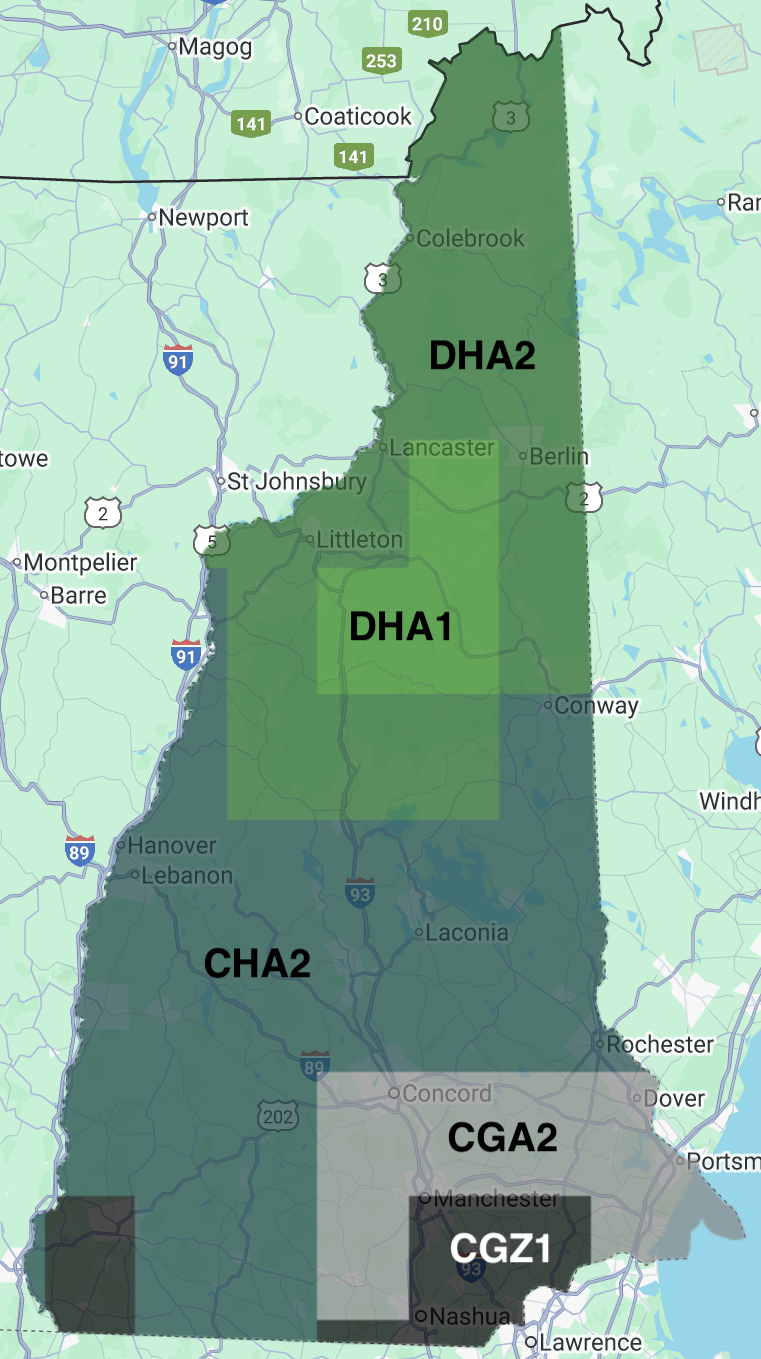 210
Magog
253
Coaticook
141
3
141
Newport
Ran
Colebrook
3
91
DHA2
Lancaster
Berlin
towe
St Johnsbury
2
2
Littleton
5
Montpelier
Barre
DHA1
91
Conway
Windh
Hanover
89
Lebanon
93
Laconia
CHA2
Rochester
89
Concord
Dover
202
CGA2
Portsm
Manchester
CGZ1
93
Nashua
Lawrence